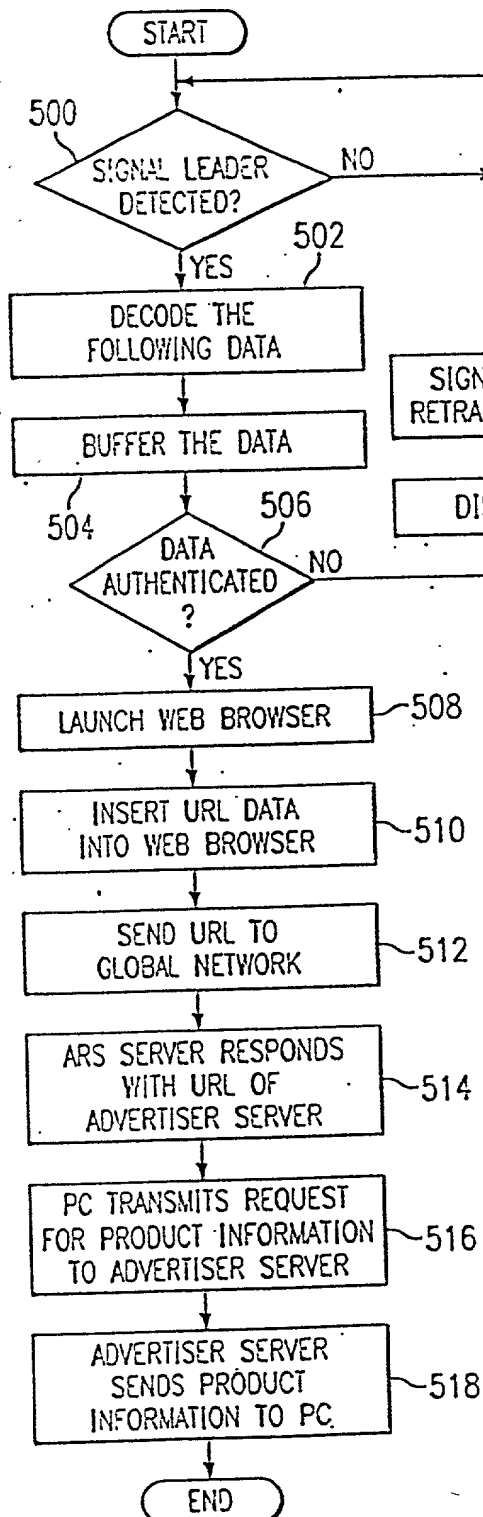 START
500
SIGNAL LEADER
DETECTED?
NO
YES
502
DECODE THE
FOLLOWING DATA
SIGN
RETRA
BUFFER THE DATA
504
DIS
506
DATA
AUTHENTICATED
?
NO
YES
LAUNCH WEB BROWSER
508
INSERT URL DATA
INTO WEB BROWSER
510
SEND URL TO
GLOBAL NETWORK
512
ARS SERVER RESPONDS
WITH URL OF
ADVERTISER SERVER
514
PC TRANSMITS REQUEST
FOR PRODUCT INFORMATION
TO ADVERTISER SERVER
516
ADVERTISER SERVER
SENDS PRODUCT
INFORMATION TO PC.
518
END